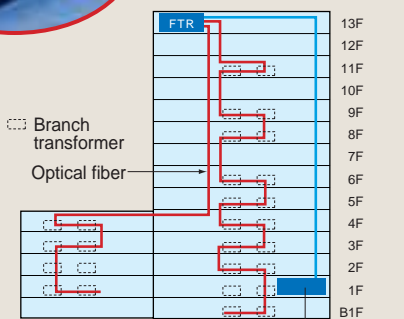 FTR
13F
12F
11F
10F
9F
8F
7F
6F
5F
4F
3F
2F
1F
B1F
Branch
transformer
Optical fiber